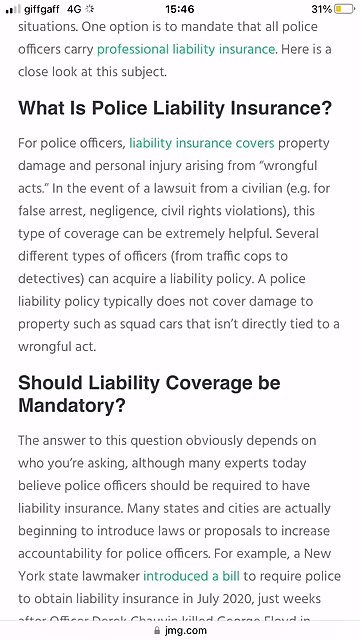 giffgaff 4G 15:46 31%
situations. One option is to mandate that all police
officers carry professional liability insurance. Here is a
close look at this subject.
What Is Police Liability Insurance?
For police officers, liability insurance covers property
damage and personal injury arising from “wrongful
acts.” In the event of a lawsuit from a civilian (e.g. for
false arrest, negligence, civil rights violations), this
type of coverage can be extremely helpful. Several
different types of officers (from traffic cops to
detectives) can acquire a liability policy. A police
liability policy typically does not cover damage to
property such as squad cars that isn’t directly tied to a
wrongful act.
Should Liability Coverage be
Mandatory?
The answer to this question obviously depends on
who you’re asking, although many experts today
believe police officers should be required to have
liability insurance. Many states and cities are actually
beginning to introduce laws or proposals to increase
accountability for police officers. For example, a New
York state lawmaker introduced a bill to require police
to obtain liability insurance in July 2020, just weeks
after Officer Derek Chauvin killed George Floyd in
jmg.com